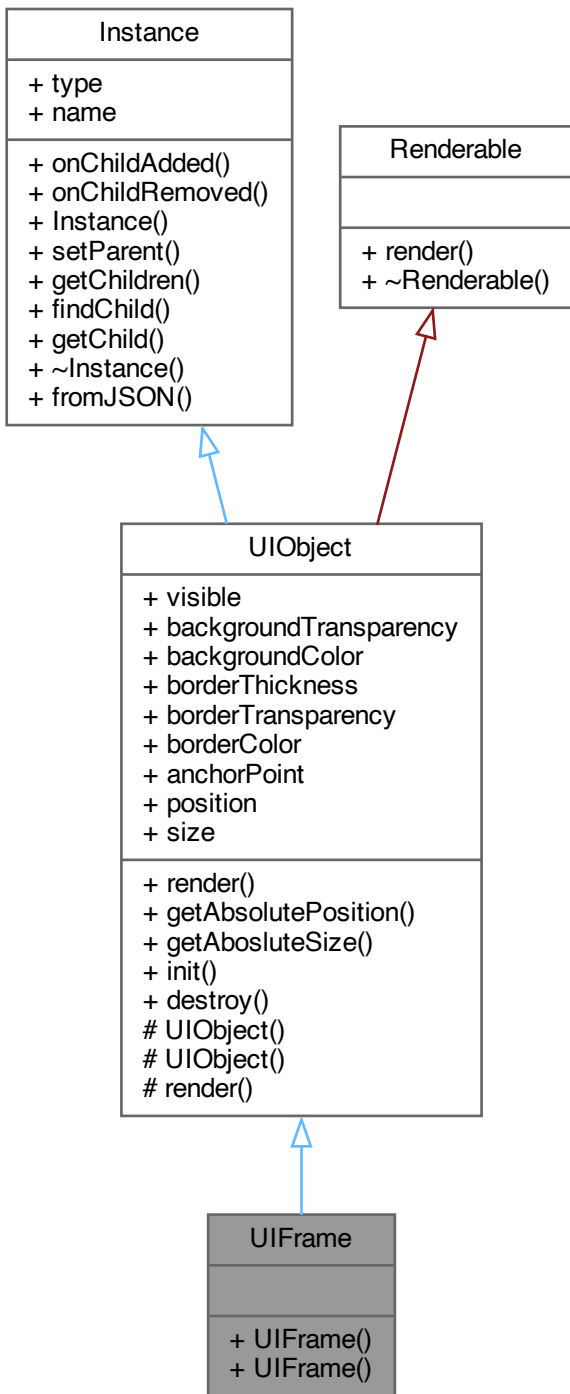 Instance
+ type
+ name
+ onChildAdded()
+ onChildRemoved()
+ Instance()
+ setParent()
+ getChildren()
+ findChild()
+ getChild()
+ ~Instance()
+ fromJSON()
Renderable
+ render()
+ ~Renderable()
UIObject
+ visible
+ backgroundTransparency
+ backgroundColor
+ borderThickness
+ borderTransparency
+ borderColor
+ anchorPoint
+ position
+ size
+ render()
+ getAbsolutePosition()
+ getAbosluteSize()
+ init()
+ destroy()
# UIObject()
# UIObject()
# render()
UIFrame
+ UIFrame()
+ UIFrame()